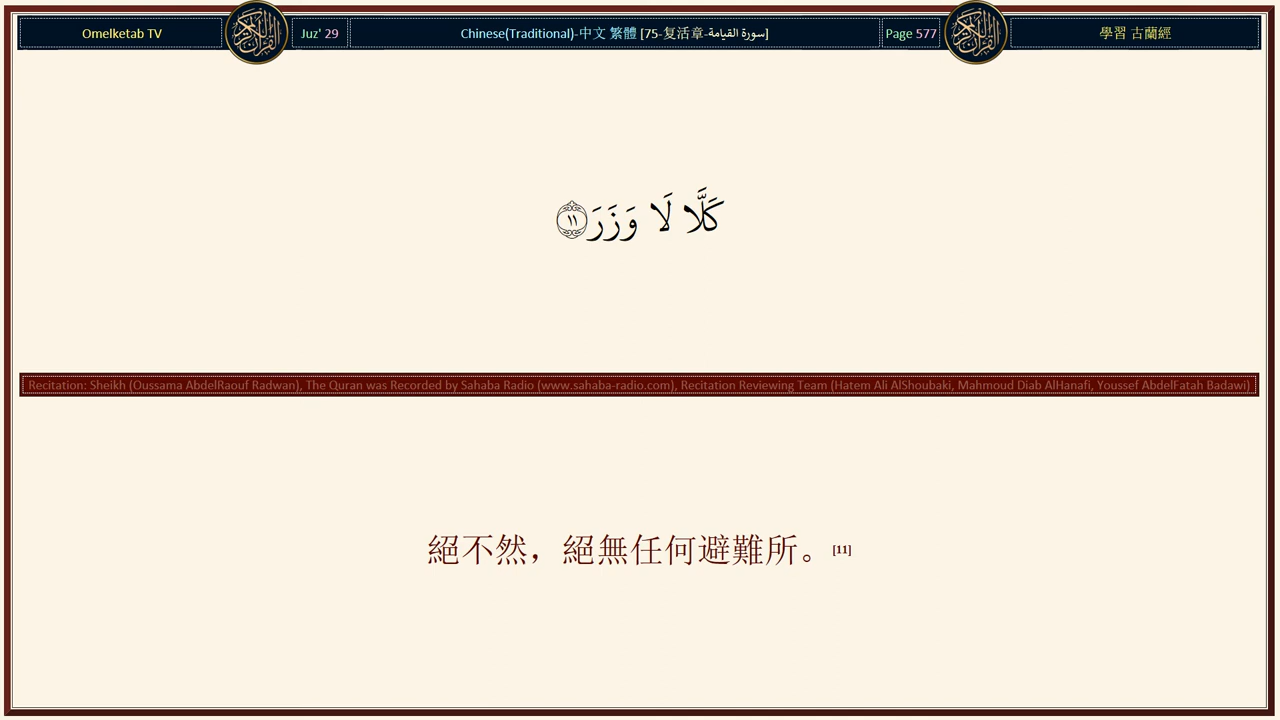 Omelketab TV
Juz' 29
Chinese(Traditional)-中文 繁體 [75-复活章-سورة القيامة]
Page 577
學習 古蘭經
كَلَّا لَا وَزَرَ ١١
Recitation: Sheikh (Oussama AbdelRaouf Radwan), The Quran was Recorded by Sahaba Radio (www.sahaba-radio.com), Recitation Reviewing Team (Hatem Ali AlShoubaki, Mahmoud Diab AlHanafi, Youssef AbdelFatah Badawi)
絕不然，絕無任何避難所。[11]